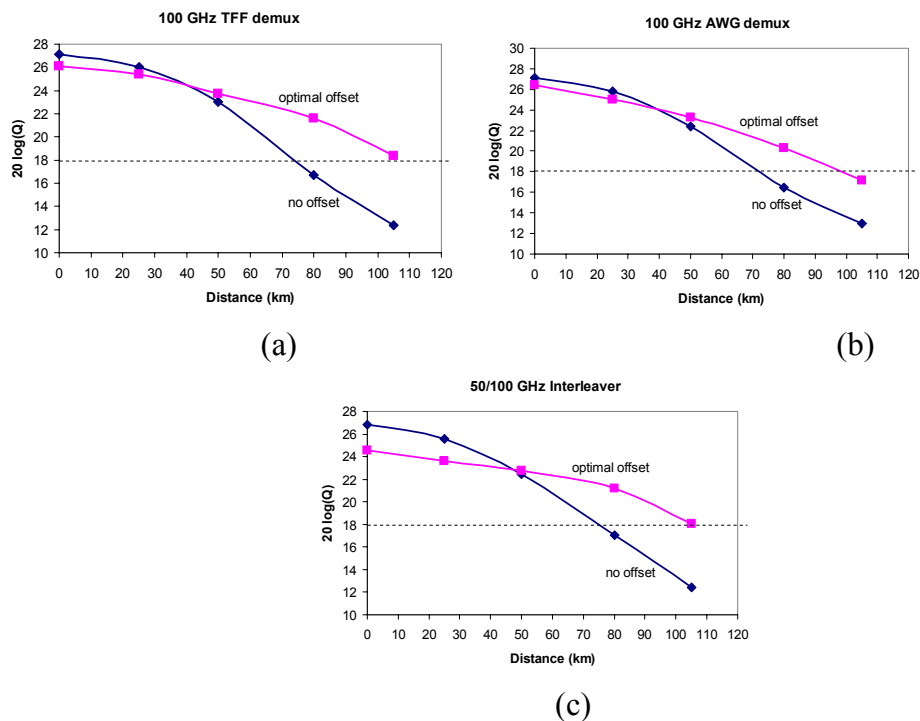 100 GHz TFF demux
28
26
24
22
20
18
16
14
12
10
20 log(Q)
optimal offset
no offset
0 10 20 30 40 50 60 70 80 90 100 110 120
Distance (km)
(a)
100 GHz AWG demux
30
28
26
24
22
20
18
16
14
12
10
20 log(Q)
optimal offset
no offset
0 10 20 30 40 50 60 70 80 90 100 110 120
Distance (km)
(b)
50/100 GHz Interleaver
28
26
24
22
20
18
16
14
12
10
20 log(Q)
optimal offset
no offset
0 10 20 30 40 50 60 70 80 90 100 110 120
Distance (km)
(c)